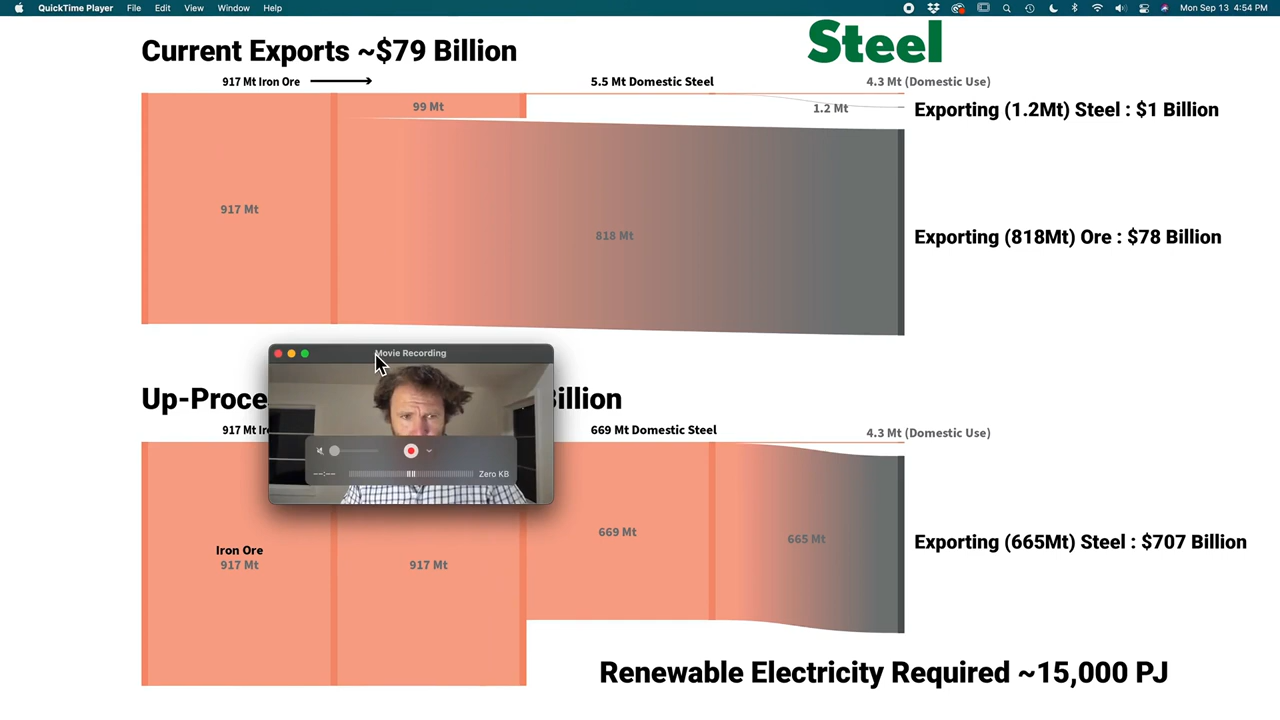 QuickTime Player File Edit View Window Help Mon Sep 13 4:54 PM
Steel
Current Exports ~$79 Billion
917 Mt Iron Ore 5.5 Mt Domestic Steel 4.3 Mt (Domestic Use)
99 Mt 1.2 Mt Exporting (1.2Mt) Steel : $1 Billion
917 Mt
818 Mt Exporting (818Mt) Ore : $78 Billion
Movie Recording
Up-Proce illion
917 Mt 669 Mt Domestic Steel 4.3 Mt (Domestic Use)
--:-- Zero KB
669 Mt 665 Mt Exporting (665Mt) Steel : $707 Billion
Iron Ore
917 Mt 917 Mt
Renewable Electricity Required ~15,000 PJ